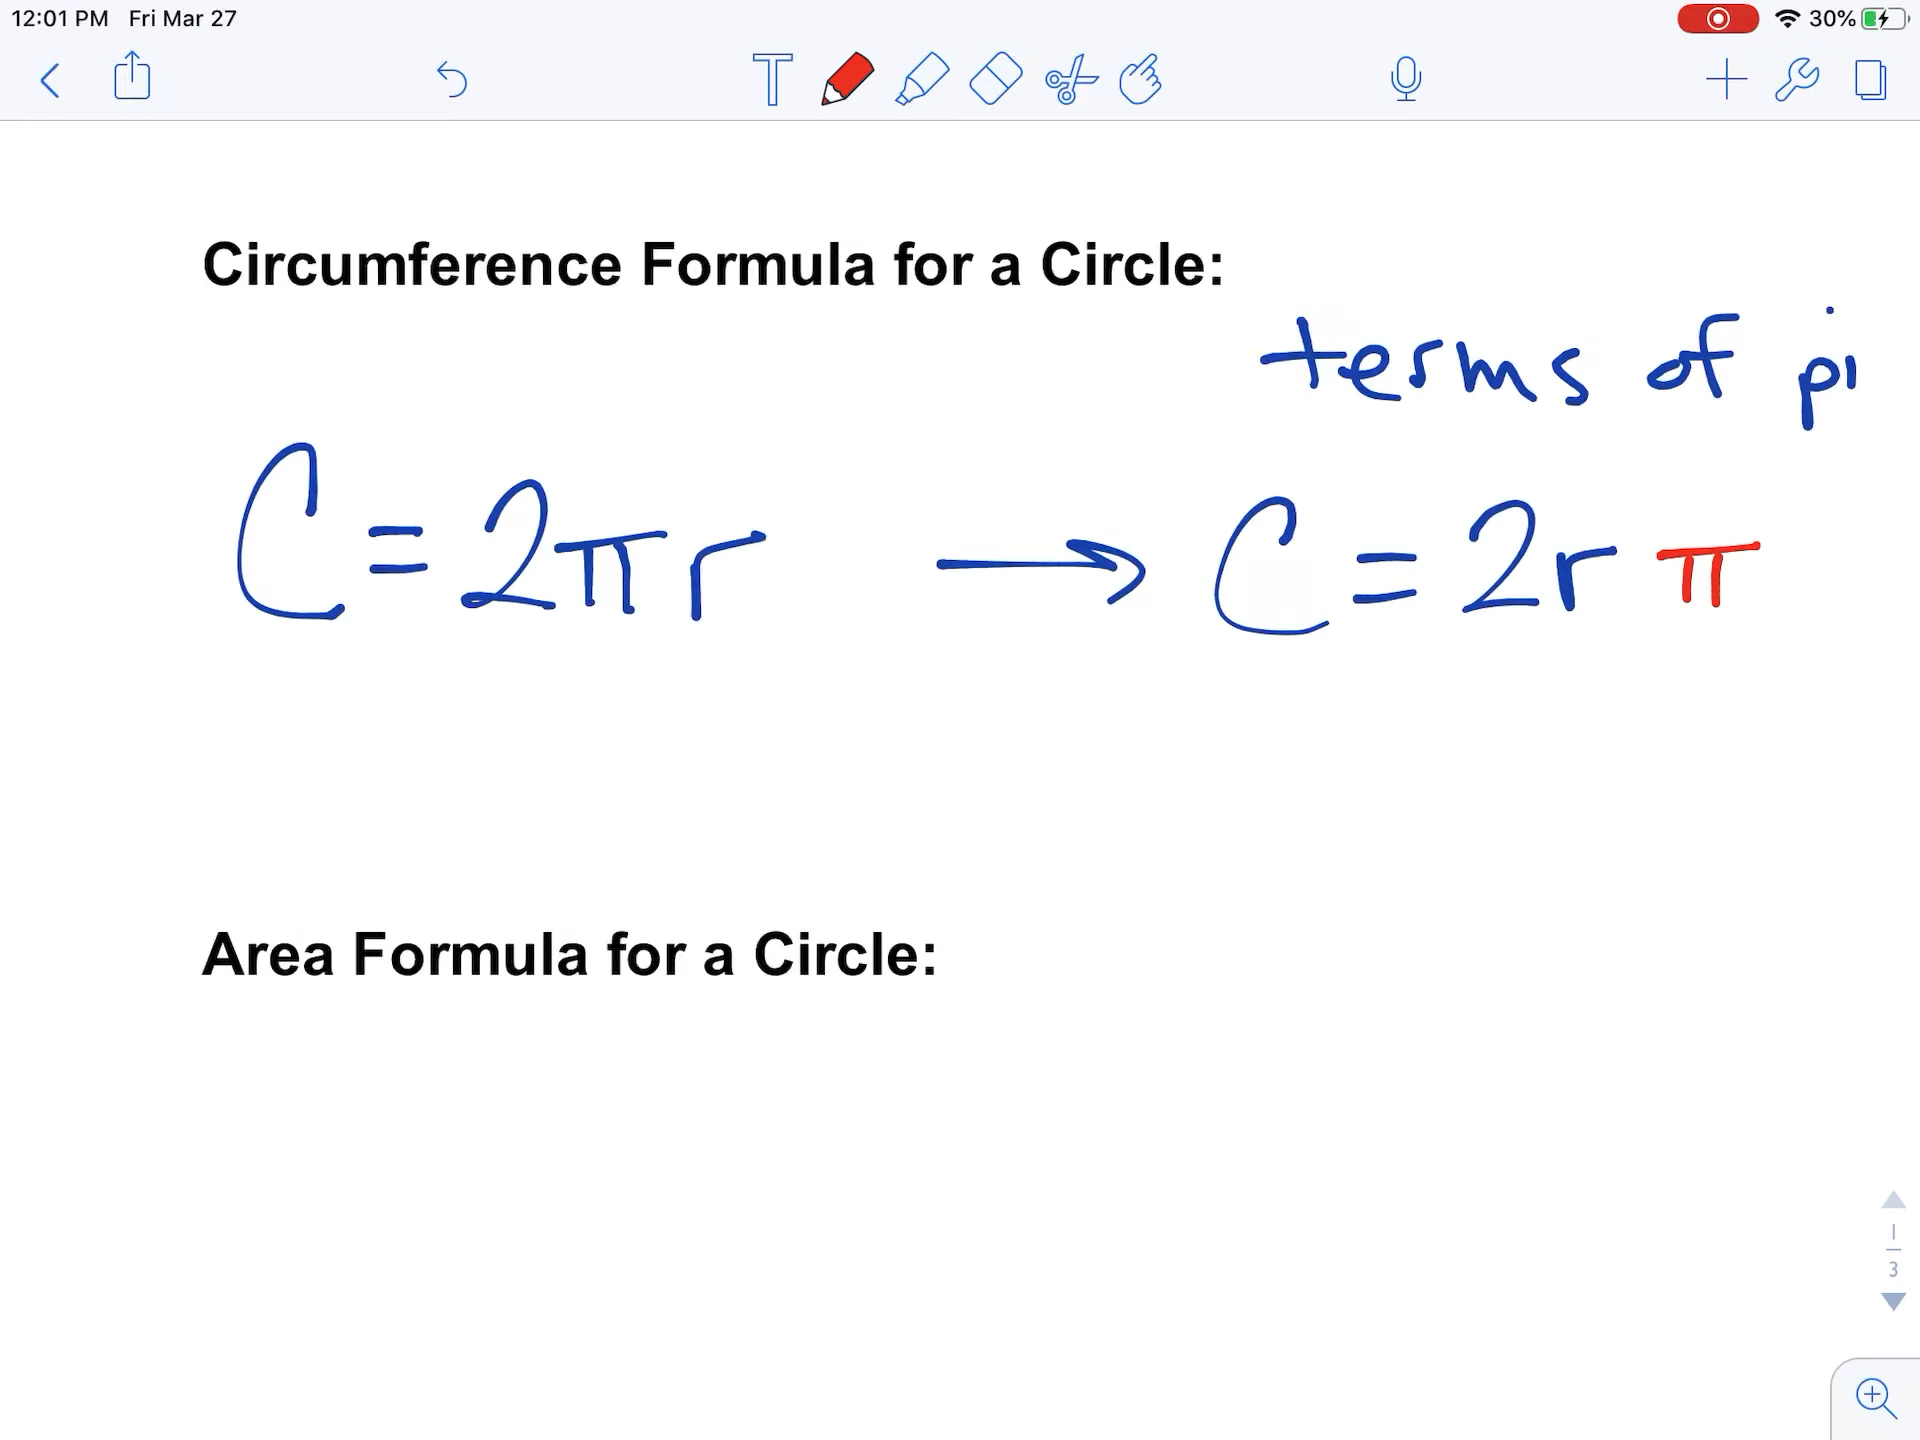 12:01 PM Fri Mar 27
30%
T
Circumference Formula for a Circle:
terms of pi
C = 2πr → C = 2r π
Area Formula for a Circle:
1
3